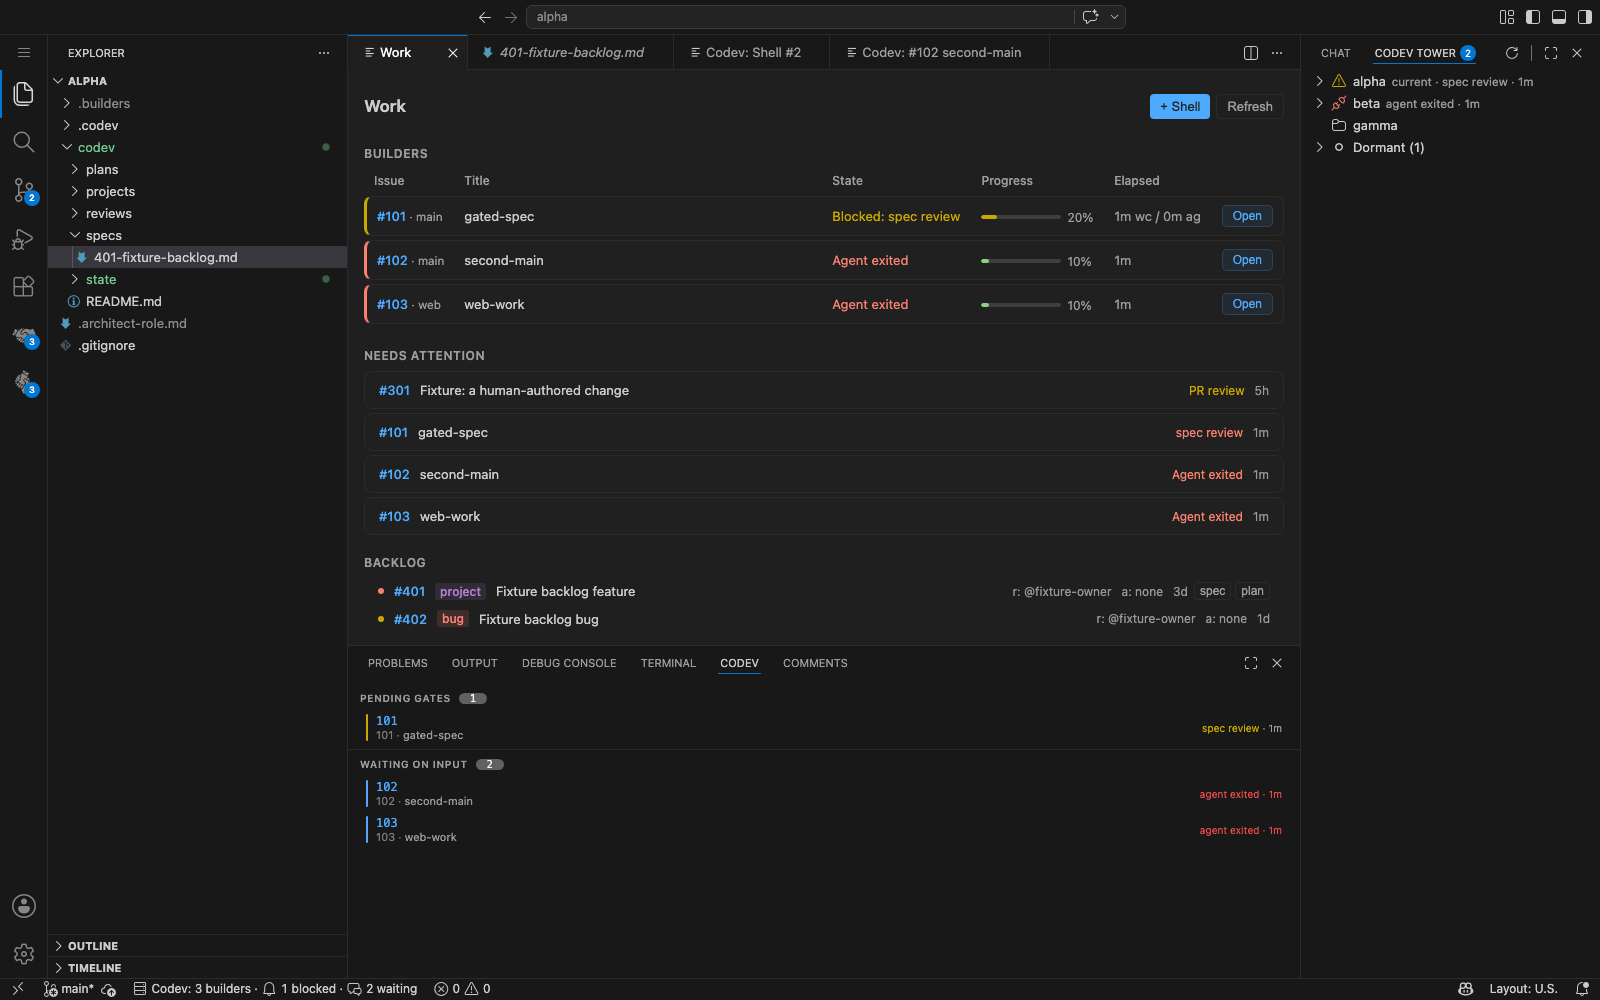 alpha
EXPLORER
ALPHA
.builders
.codev
codev
plans
projects
reviews
specs
401-fixture-backlog.md
state
README.md
.architect-role.md
.gitignore
OUTLINE
TIMELINE
2
3
3
Work
401-fixture-backlog.md
Codev: Shell #2
Codev: #102 second-main
Work
+ Shell
Refresh
BUILDERS
Issue Title State Progress Elapsed
#101 · main gated-spec Blocked: spec review 20% 1m wc / 0m ag Open
#102 · main second-main Agent exited 10% 1m Open
#103 · web web-work Agent exited 10% 1m Open
NEEDS ATTENTION
#301 Fixture: a human-authored change PR review 5h
#101 gated-spec spec review 1m
#102 second-main Agent exited 1m
#103 web-work Agent exited 1m
BACKLOG
#401 project Fixture backlog feature r: @fixture-owner a: none 3d spec plan
#402 bug Fixture backlog bug r: @fixture-owner a: none 1d
PROBLEMS OUTPUT DEBUG CONSOLE TERMINAL CODEV COMMENTS
PENDING GATES 1
101
101 · gated-spec spec review · 1m
WAITING ON INPUT 2
102
102 · second-main agent exited · 1m
103
103 · web-work agent exited · 1m
CHAT CODEV TOWER 2
alpha current · spec review · 1m
beta agent exited · 1m
gamma
Dormant (1)
main* Codev: 3 builders · 1 blocked · 2 waiting 0 0 Layout: U.S.